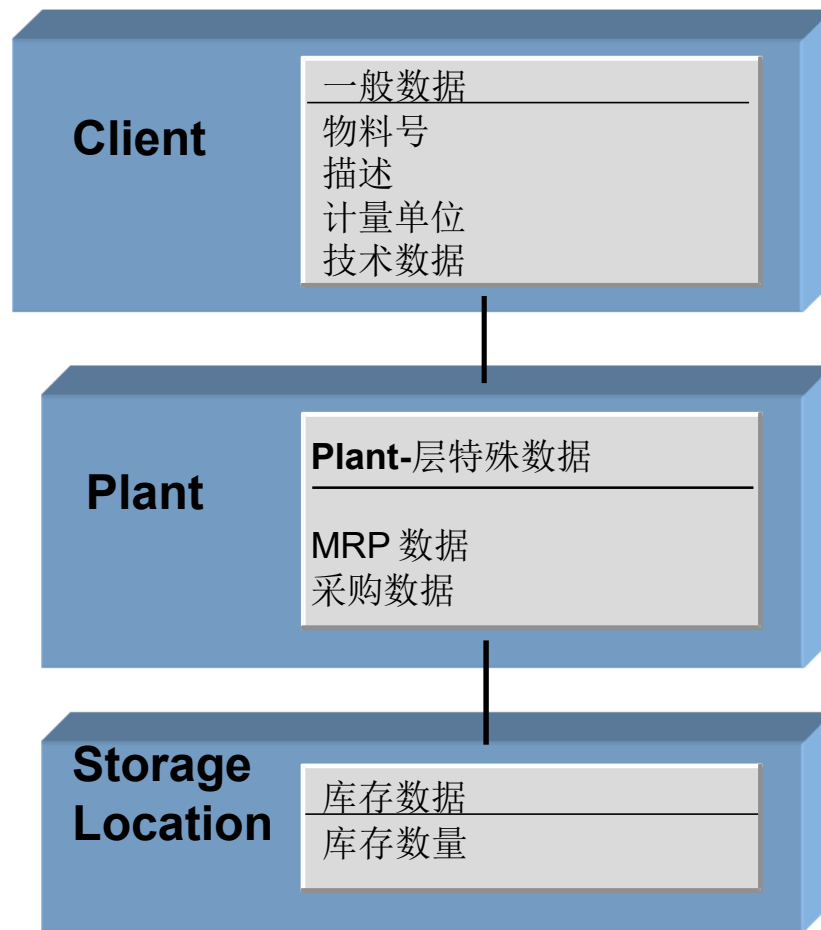 Client
一般数据
物料号
描述
计量单位
技术数据
Plant
Plant-层特殊数据
MRP 数据
采购数据
Storage
Location
库存数据
库存数量